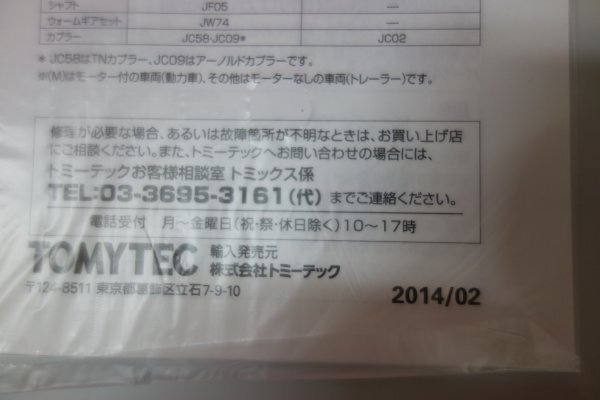 シャフト JF05 —
ウォームギアセット JW74 —
カプラー JC58・JC09* JC02
* JC58はTNカプラー、JC09はアーノルドカプラーです。
※(M)はモーター付の車両(動力車)、その他はモーターなしの車両(トレーラー)です。
修理が必要な場合、あるいは故障箇所が不明なときは、お買い上げ店
にご相談ください。また、トミーテックへお問い合わせの場合には、
トミーテックお客様相談室 トミックス係
TEL:03-3695-3161(代) までご連絡ください。
電話受付 月〜金曜日(祝・祭・休日除く)10〜17時
TOMYTEC 輸入発売元
株式会社トミーテック
〒124-8511 東京都葛飾区立石7-9-10
2014/02